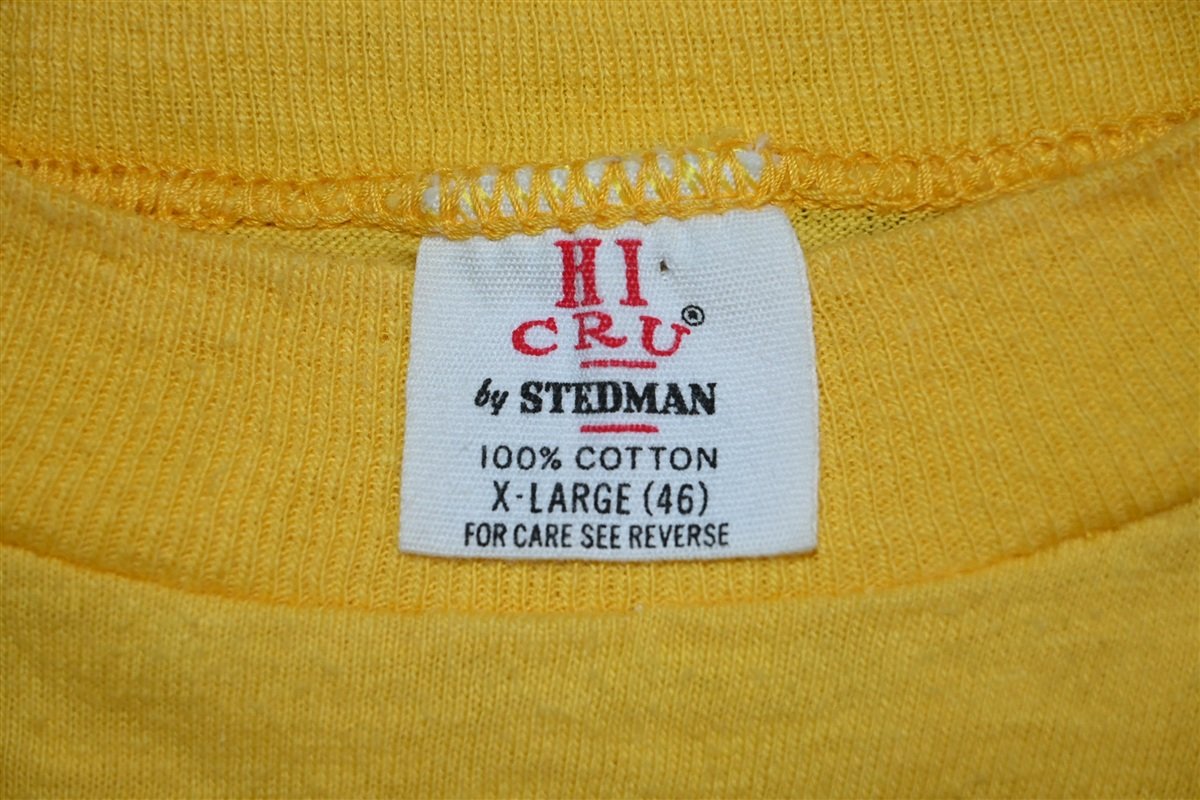 HI
CRU®
by STEDMAN
100% COTTON
X-LARGE (46)
FOR CARE SEE REVERSE